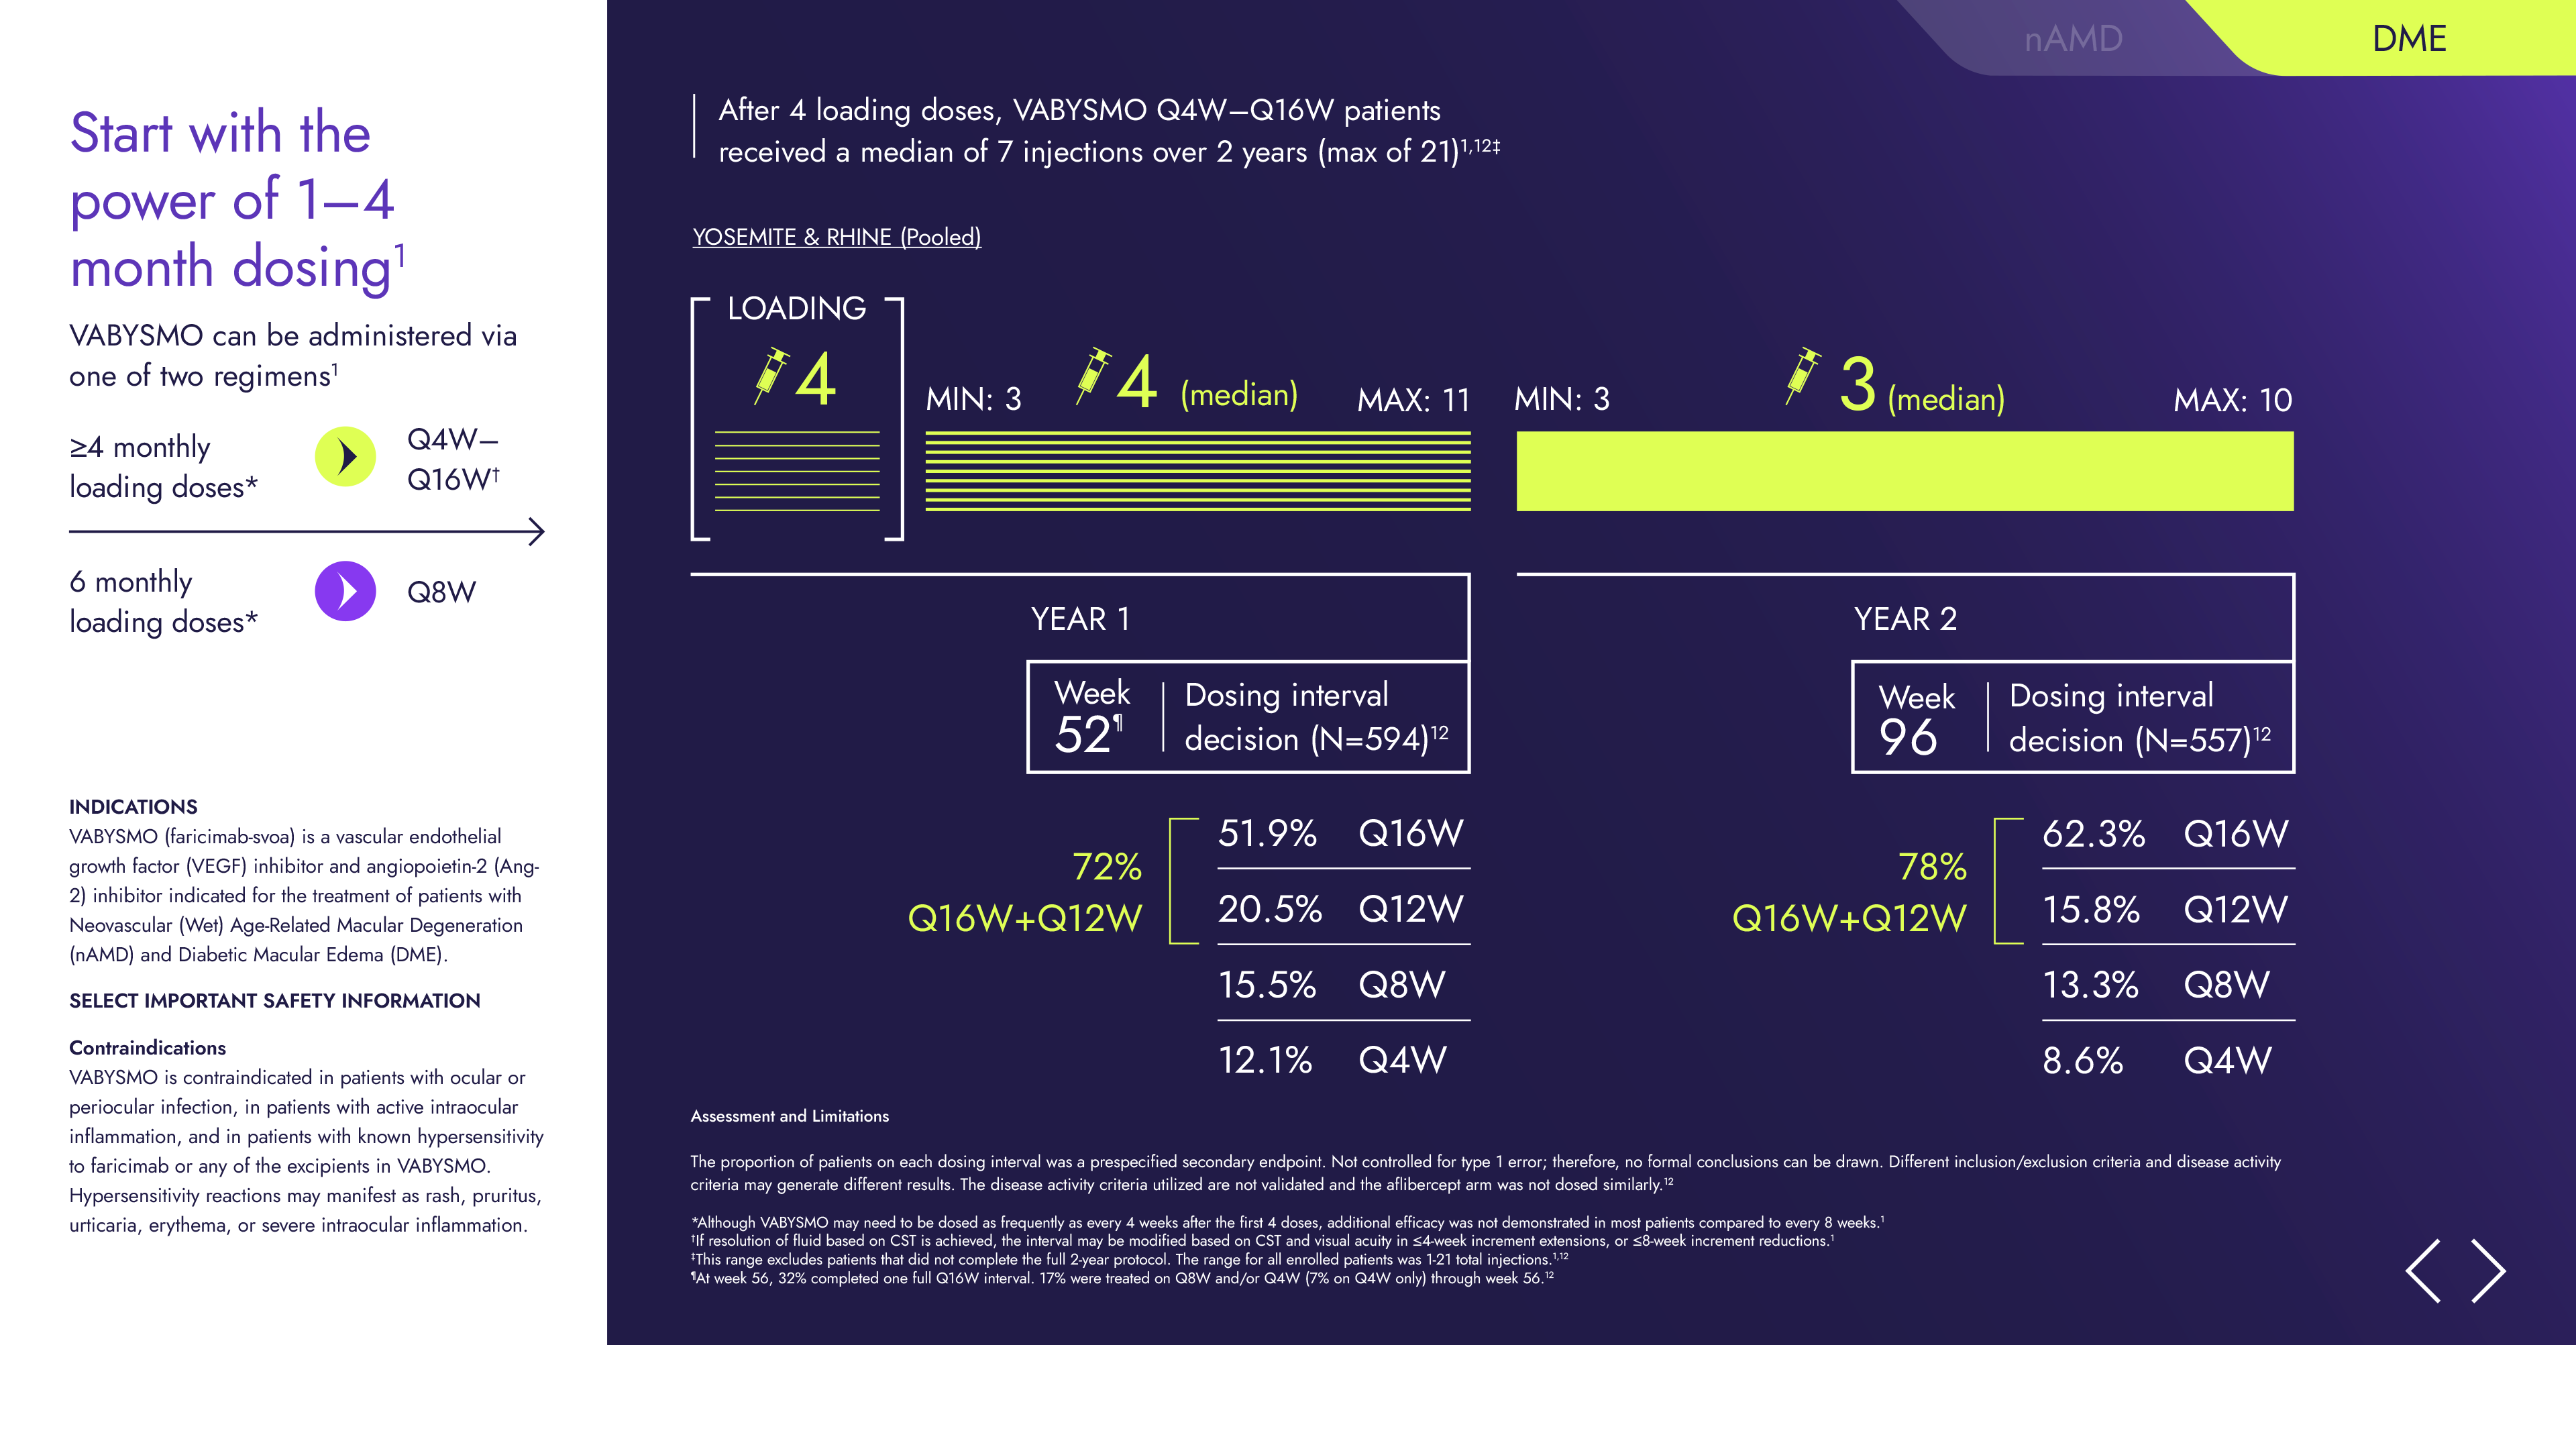 nAMD
DME
Start with the
power of 1–4
month dosing1
VABYSMO can be administered via
one of two regimens1
≥4 monthly
loading doses*
Q4W–
Q16W†
6 monthly
loading doses*
Q8W
INDICATIONS
VABYSMO (faricimab-svoa) is a vascular endothelial
growth factor (VEGF) inhibitor and angiopoietin-2 (Ang-
2) inhibitor indicated for the treatment of patients with
Neovascular (Wet) Age-Related Macular Degeneration
(nAMD) and Diabetic Macular Edema (DME).
SELECT IMPORTANT SAFETY INFORMATION
Contraindications
VABYSMO is contraindicated in patients with ocular or
periocular infection, in patients with active intraocular
inflammation, and in patients with known hypersensitivity
to faricimab or any of the excipients in VABYSMO.
Hypersensitivity reactions may manifest as rash, pruritus,
urticaria, erythema, or severe intraocular inflammation.
After 4 loading doses, VABYSMO Q4W–Q16W patients
received a median of 7 injections over 2 years (max of 21)1,12‡
YOSEMITE & RHINE (Pooled)
LOADING
4
MIN: 3 4 (median) MAX: 11
MIN: 3 3 (median) MAX: 10
YEAR 1
Week
52¶
Dosing interval
decision (N=594)12
72%
Q16W+Q12W
51.9% Q16W
20.5% Q12W
15.5% Q8W
12.1% Q4W
YEAR 2
Week
96
Dosing interval
decision (N=557)12
78%
Q16W+Q12W
62.3% Q16W
15.8% Q12W
13.3% Q8W
8.6% Q4W
Assessment and Limitations
The proportion of patients on each dosing interval was a prespecified secondary endpoint. Not controlled for type 1 error; therefore, no formal conclusions can be drawn. Different inclusion/exclusion criteria and disease activity
criteria may generate different results. The disease activity criteria utilized are not validated and the aflibercept arm was not dosed similarly.12
*Although VABYSMO may need to be dosed as frequently as every 4 weeks after the first 4 doses, additional efficacy was not demonstrated in most patients compared to every 8 weeks.1
†If resolution of fluid based on CST is achieved, the interval may be modified based on CST and visual acuity in ≤4-week increment extensions, or ≤8-week increment reductions.1
‡This range excludes patients that did not complete the full 2-year protocol. The range for all enrolled patients was 1-21 total injections.1,12
¶At week 56, 32% completed one full Q16W interval. 17% were treated on Q8W and/or Q4W (7% on Q4W only) through week 56.12